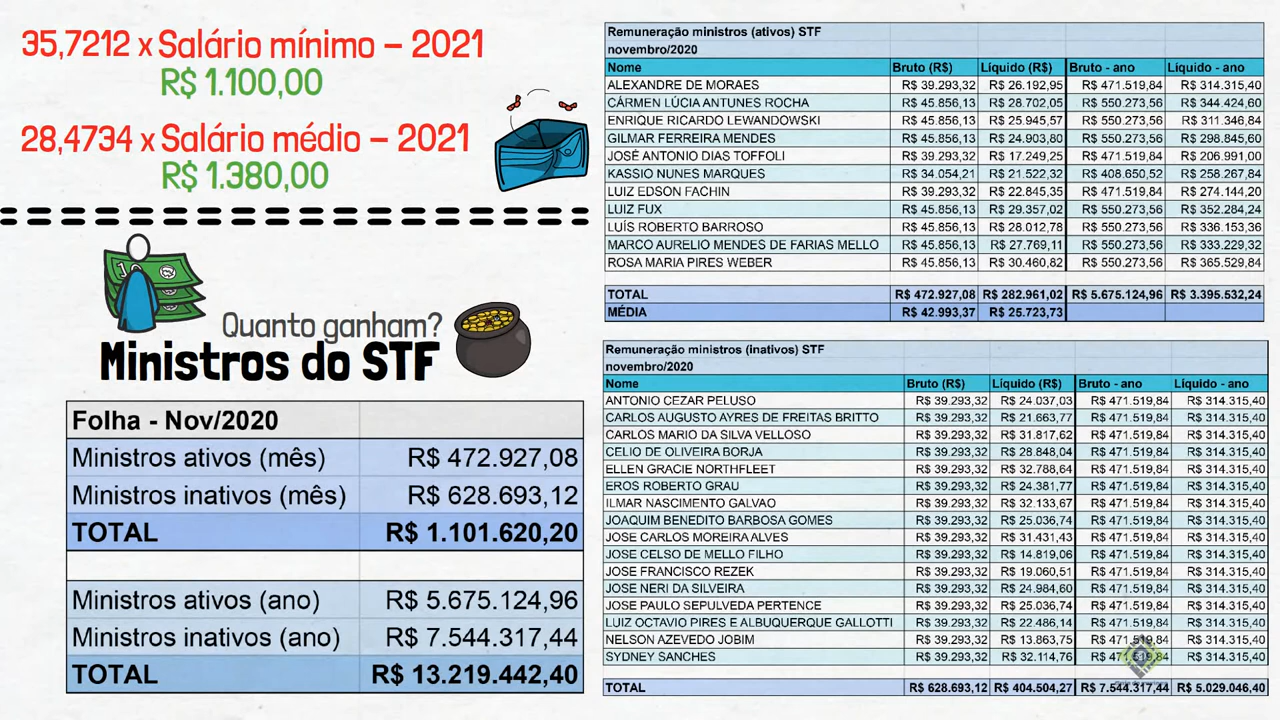 35,7212 x Salário mínimo – 2021
R$ 1.100,00
28,4734 x Salário médio – 2021
R$ 1.380,00
Quanto ganham?
Ministros do STF
Folha - Nov/2020
Ministros ativos (mês) R$ 472.927,08
Ministros inativos (mês) R$ 628.693,12
TOTAL R$ 1.101.620,20
Ministros ativos (ano) R$ 5.675.124,96
Ministros inativos (ano) R$ 7.544.317,44
TOTAL R$ 13.219.442,40
Remuneração ministros (ativos) STF
novembro/2020
Nome Bruto (R$) Líquido (R$) Bruto - ano Líquido - ano
ALEXANDRE DE MORAES R$ 39.293,32 R$ 26.192,95 R$ 471.519,84 R$ 314.315,40
CÁRMEN LÚCIA ANTUNES ROCHA R$ 45.856,13 R$ 28.702,05 R$ 550.273,56 R$ 344.424,60
ENRIQUE RICARDO LEWANDOWSKI R$ 45.856,13 R$ 25.945,57 R$ 550.273,56 R$ 311.346,84
GILMAR FERREIRA MENDES R$ 45.856,13 R$ 24.903,80 R$ 550.273,56 R$ 298.845,60
JOSÉ ANTONIO DIAS TOFFOLI R$ 39.293,32 R$ 17.249,25 R$ 471.519,84 R$ 206.991,00
KASSIO NUNES MARQUES R$ 34.054,21 R$ 21.522,32 R$ 408.650,52 R$ 258.267,84
LUIZ EDSON FACHIN R$ 39.293,32 R$ 22.845,35 R$ 471.519,84 R$ 274.144,20
LUIZ FUX R$ 45.856,13 R$ 29.357,02 R$ 550.273,56 R$ 352.284,24
LUÍS ROBERTO BARROSO R$ 45.856,13 R$ 28.012,78 R$ 550.273,56 R$ 336.153,36
MARCO AURELIO MENDES DE FARIAS MELLO R$ 45.856,13 R$ 27.769,11 R$ 550.273,56 R$ 333.229,32
ROSA MARIA PIRES WEBER R$ 45.856,13 R$ 30.460,82 R$ 550.273,56 R$ 365.529,84
TOTAL R$ 472.927,08 R$ 282.961,02 R$ 5.675.124,96 R$ 3.395.532,24
MÉDIA R$ 42.993,37 R$ 25.723,73
Remuneração ministros (inativos) STF
novembro/2020
Nome Bruto (R$) Líquido (R$) Bruto - ano Líquido - ano
ANTONIO CEZAR PELUSO R$ 39.293,32 R$ 24.037,03 R$ 471.519,84 R$ 314.315,40
CARLOS AUGUSTO AYRES DE FREITAS BRITTO R$ 39.293,32 R$ 21.663,77 R$ 471.519,84 R$ 314.315,40
CARLOS MARIO DA SILVA VELLOSO R$ 39.293,32 R$ 31.817,62 R$ 471.519,84 R$ 314.315,40
CELIO DE OLIVEIRA BORJA R$ 39.293,32 R$ 28.848,04 R$ 471.519,84 R$ 314.315,40
ELLEN GRACIE NORTHFLEET R$ 39.293,32 R$ 32.788,64 R$ 471.519,84 R$ 314.315,40
EROS ROBERTO GRAU R$ 39.293,32 R$ 24.381,77 R$ 471.519,84 R$ 314.315,40
ILMAR NASCIMENTO GALVAO R$ 39.293,32 R$ 32.133,67 R$ 471.519,84 R$ 314.315,40
JOAQUIM BENEDITO BARBOSA GOMES R$ 39.293,32 R$ 25.036,74 R$ 471.519,84 R$ 314.315,40
JOSE CARLOS MOREIRA ALVES R$ 39.293,32 R$ 31.431,43 R$ 471.519,84 R$ 314.315,40
JOSE CELSO DE MELLO FILHO R$ 39.293,32 R$ 14.819,06 R$ 471.519,84 R$ 314.315,40
JOSE FRANCISCO REZEK R$ 39.293,32 R$ 19.060,51 R$ 471.519,84 R$ 314.315,40
JOSE NERI DA SILVEIRA R$ 39.293,32 R$ 24.984,60 R$ 471.519,84 R$ 314.315,40
JOSE PAULO SEPULVEDA PERTENCE R$ 39.293,32 R$ 25.036,74 R$ 471.519,84 R$ 314.315,40
LUIZ OCTAVIO PIRES E ALBUQUERQUE GALLOTTI R$ 39.293,32 R$ 22.486,14 R$ 471.519,84 R$ 314.315,40
NELSON AZEVEDO JOBIM R$ 39.293,32 R$ 13.863,75 R$ 471.519,84 R$ 314.315,40
SYDNEY SANCHES R$ 39.293,32 R$ 32.114,76 R$ 471.519,84 R$ 314.315,40
TOTAL R$ 628.693,12 R$ 404.504,27 R$ 7.544.317,44 R$ 5.029.046,40